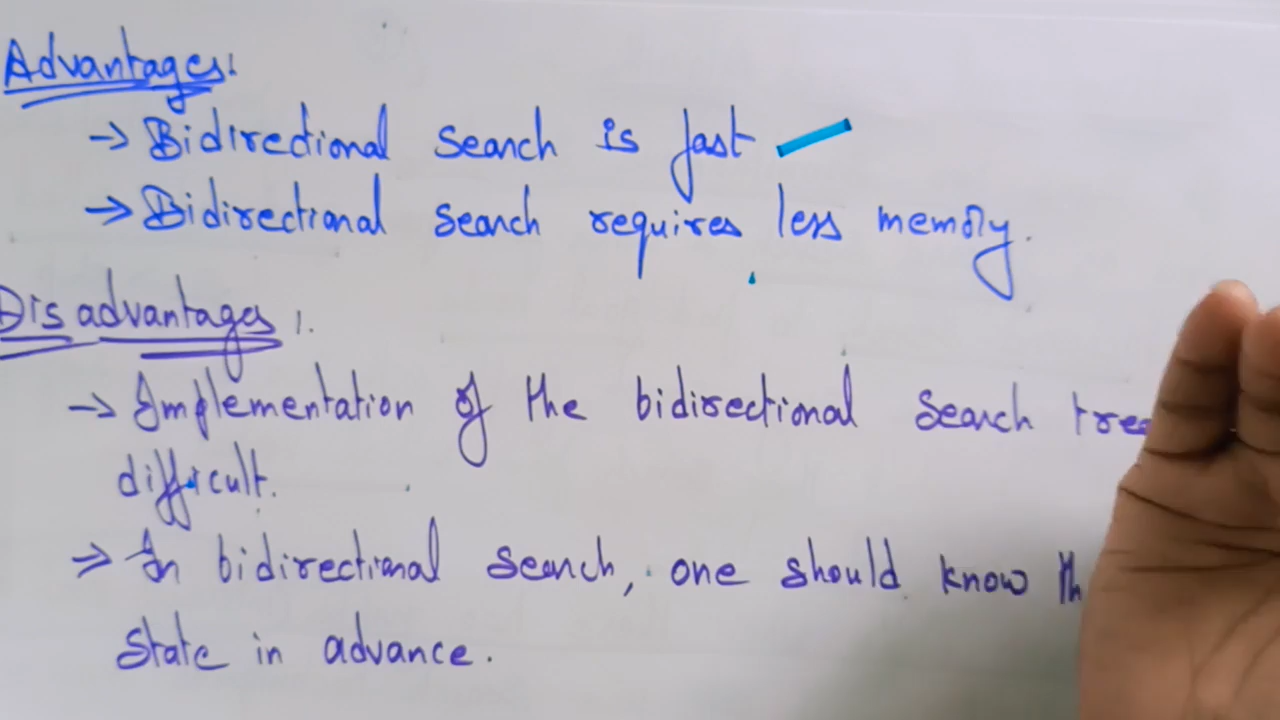 Advantages:
→ Bidirectional search is fast
→ Bidirectional search requires less memory.
Disadvantages:
→ Implementation of the bidirectional search tree
difficult.
→ In bidirectional search, one should know
state in advance.